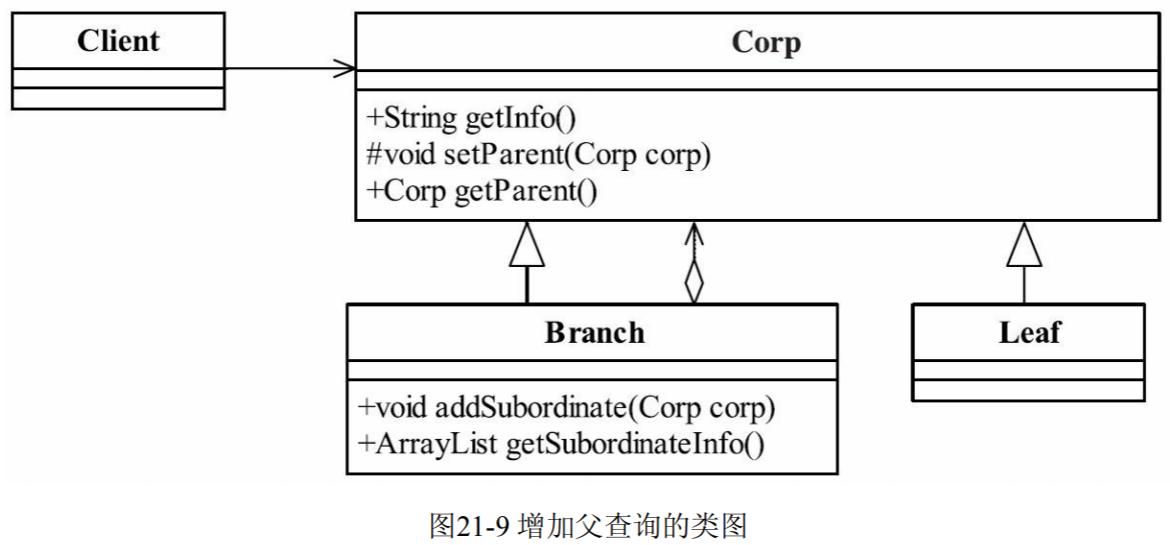 Client
Corp
+String getInfo()
#void setParent(Corp corp)
+Corp getParent()
Branch
+void addSubordinate(Corp corp)
+ArrayList getSubordinateInfo()
Leaf
图21-9 增加父查询的类图